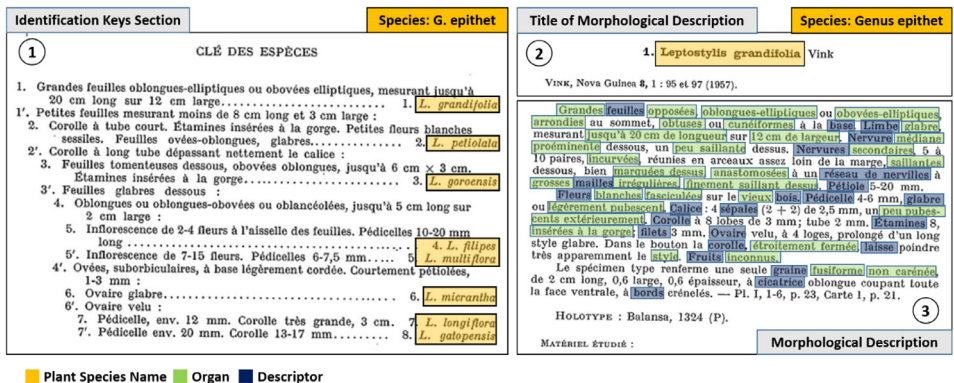 Identification Keys Section
Species: G. epithet
1
CLÉ DES ESPÈCES
1. Grandes feuilles oblongues-elliptiques ou obovées elliptiques, mesurant jusqu'à
20 cm long sur 12 cm large........................ 1. L. grandifolia
1'. Petites feuilles mesurant moins de 8 cm long et 3 cm large :
2. Corolle à tube court. Étamines insérées à la gorge. Petites fleurs blanches
sessiles. Feuilles ovées-oblongues, glabres............ 2. L. petiolata
2'. Corolle à long tube dépassant nettement le calice :
3. Feuilles tomenteuses dessous, obovées oblongues, jusqu'à 6 cm × 3 cm.
Étamines insérées à la gorge.................... 3. L. goroensis
3'. Feuilles glabres dessous :
4. Oblongues ou oblongues-obovées ou oblancéolées, jusqu'à 5 cm long sur
2 cm large :
5. Inflorescence de 2-4 fleurs à l'aisselle des feuilles. Pédicelles 10-20 mm
long ........................................ 4. L. filipes
5'. Inflorescence de 7-15 fleurs. Pédicelles 6-7,5 mm..... 5. L. multiflora
4'. Ovées, suborbiculaires, à base légèrement cordée. Courtement pétiolées,
1-3 mm :
6. Ovaire glabre.................................... 6. L. micrantha
6'. Ovaire velu :
7. Pédicelle, env. 12 mm. Corolle très grande, 3 cm. 7. L. longiflora
7'. Pédicelle env. 20 mm. Corolle 13-17 mm......... 8. L. gatopensis
Title of Morphological Description
Species: Genus epithet
2
1. Leptostylis grandifolia Vink
VINK, Nova Guinea 8, 1 : 95 et 97 (1957).
Grandes feuilles opposées, oblongues-elliptiques ou obovées-elliptiques,
arrondies au sommet, obtuses ou cunéiformes à la base. Limbe glabre,
mesurant jusqu'à 20 cm de longueur sur 12 cm de largeur. Nervure médiane
proéminente dessous, un peu saillante dessus. Nervures secondaires, 5 à
10 paires, incurvées, réunies en arceaux assez loin de la marge, saillantes
dessous, bien marquées dessus, anastomosées à un réseau de nervilles à
grosses mailles irrégulières, finement saillant dessus. Pétiole 5-20 mm.
Fleurs blanches fasciculées sur le vieux bois. Pédicelle 4-6 mm, glabre
ou légèrement pubescent. Calice : 4 sépales (2 + 2) de 2,5 mm, un peu pubes-
cents extérieurement. Corolle à 8 lobes de 3 mm ; tube 2 mm. Étamines 8,
insérées à la gorge; filets 3 mm. Ovaire velu, à 4 loges, prolongé d'un long
style glabre. Dans le bouton la corolle, étroitement fermée, laisse poindre
très apparemment le style. Fruits inconnus.
Le spécimen type renferme une seule graine fusiforme non carénée,
de 2 cm long, 0,6 large, 0,6 épaisseur, à cicatrice oblongue coupant toute
la face ventrale, à bords crénelés. — Pl. I, 1-6, p. 23, Carte 1, p. 21.
3
HOLOTYPE : Balansa, 1324 (P).
MATÉRIEL ÉTUDIÉ :
Morphological Description
Plant Species Name
Organ
Descriptor